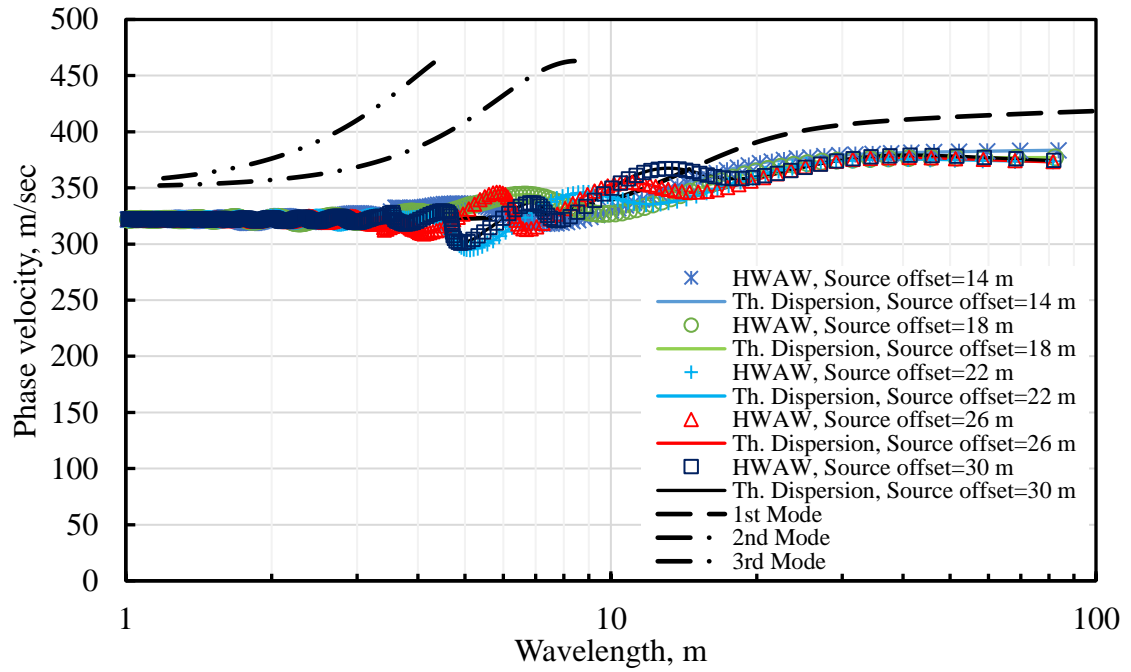 500
450
400
350
300
250
200
150
100
50
0
Phase velocity, m/sec
1
10
100
Wavelength, m
HWAW, Source offset=14 m
Th. Dispersion, Source offset=14 m
HWAW, Source offset=18 m
Th. Dispersion, Source offset=18 m
HWAW, Source offset=22 m
Th. Dispersion, Source offset=22 m
HWAW, Source offset=26 m
Th. Dispersion, Source offset=26 m
HWAW, Source offset=30 m
Th. Dispersion, Source offset=30 m
1st Mode
2nd Mode
3rd Mode